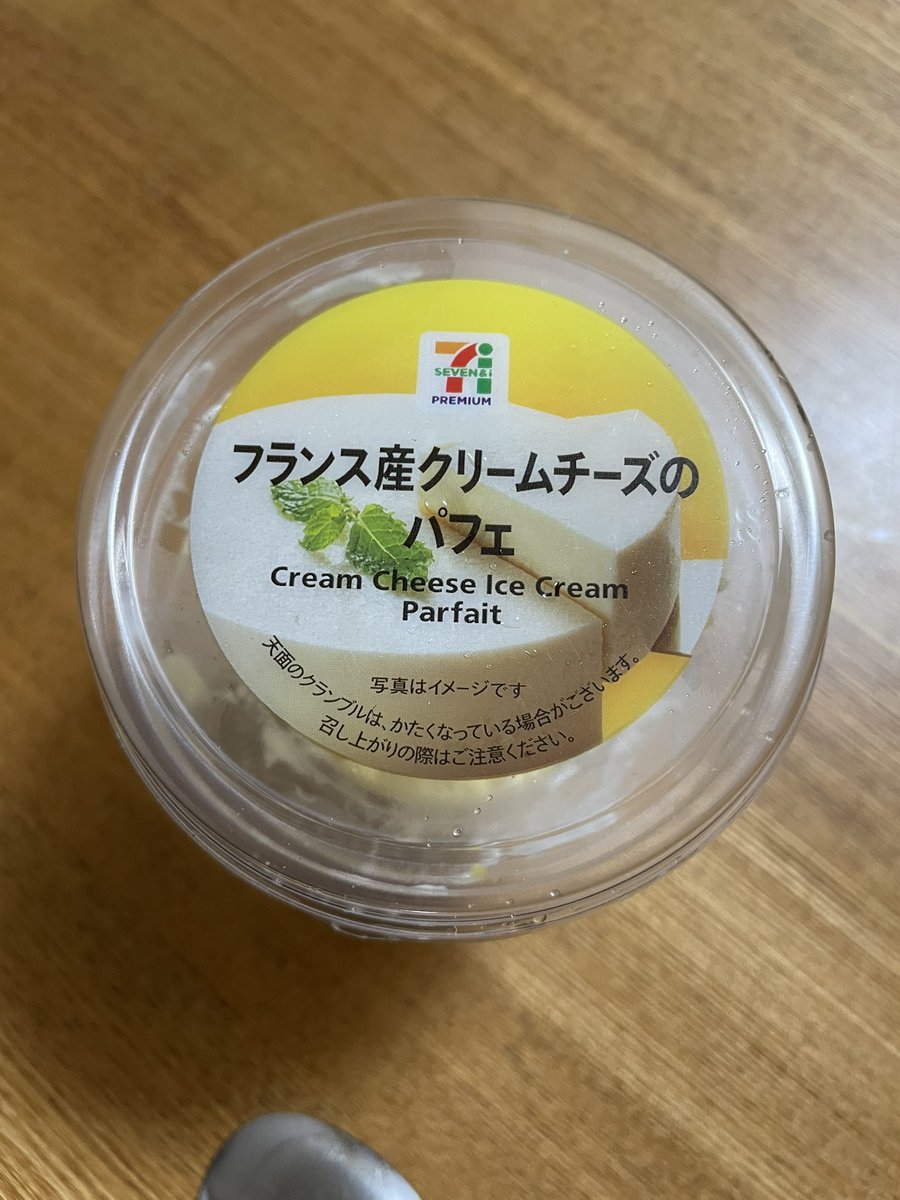 7i
SEVEN&i
PREMIUM
フランス産クリームチーズの
パフェ
Cream Cheese Ice Cream
Parfait
写真はイメージです
天面のクランブルは、かたくなっている場合がございます。
召し上がりの際はご注意ください。